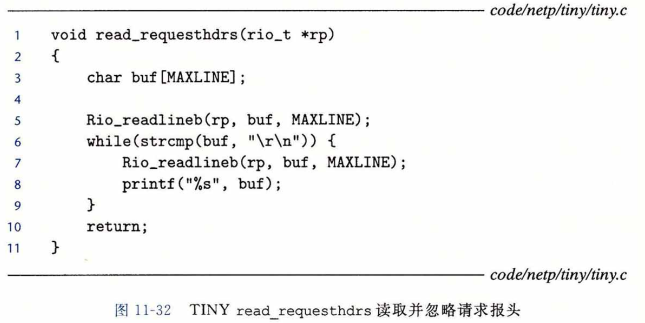 code/netp/tiny/tiny.c
1 void read_requesthdrs(rio_t *rp)
2 {
3 char buf[MAXLINE];
4
5 Rio_readlineb(rp, buf, MAXLINE);
6 while(strcmp(buf, "\r\n")) {
7 Rio_readlineb(rp, buf, MAXLINE);
8 printf("%s", buf);
9 }
10 return;
11 }
code/netp/tiny/tiny.c
图 11-32 TINY read_requesthdrs 读取并忽略请求报头